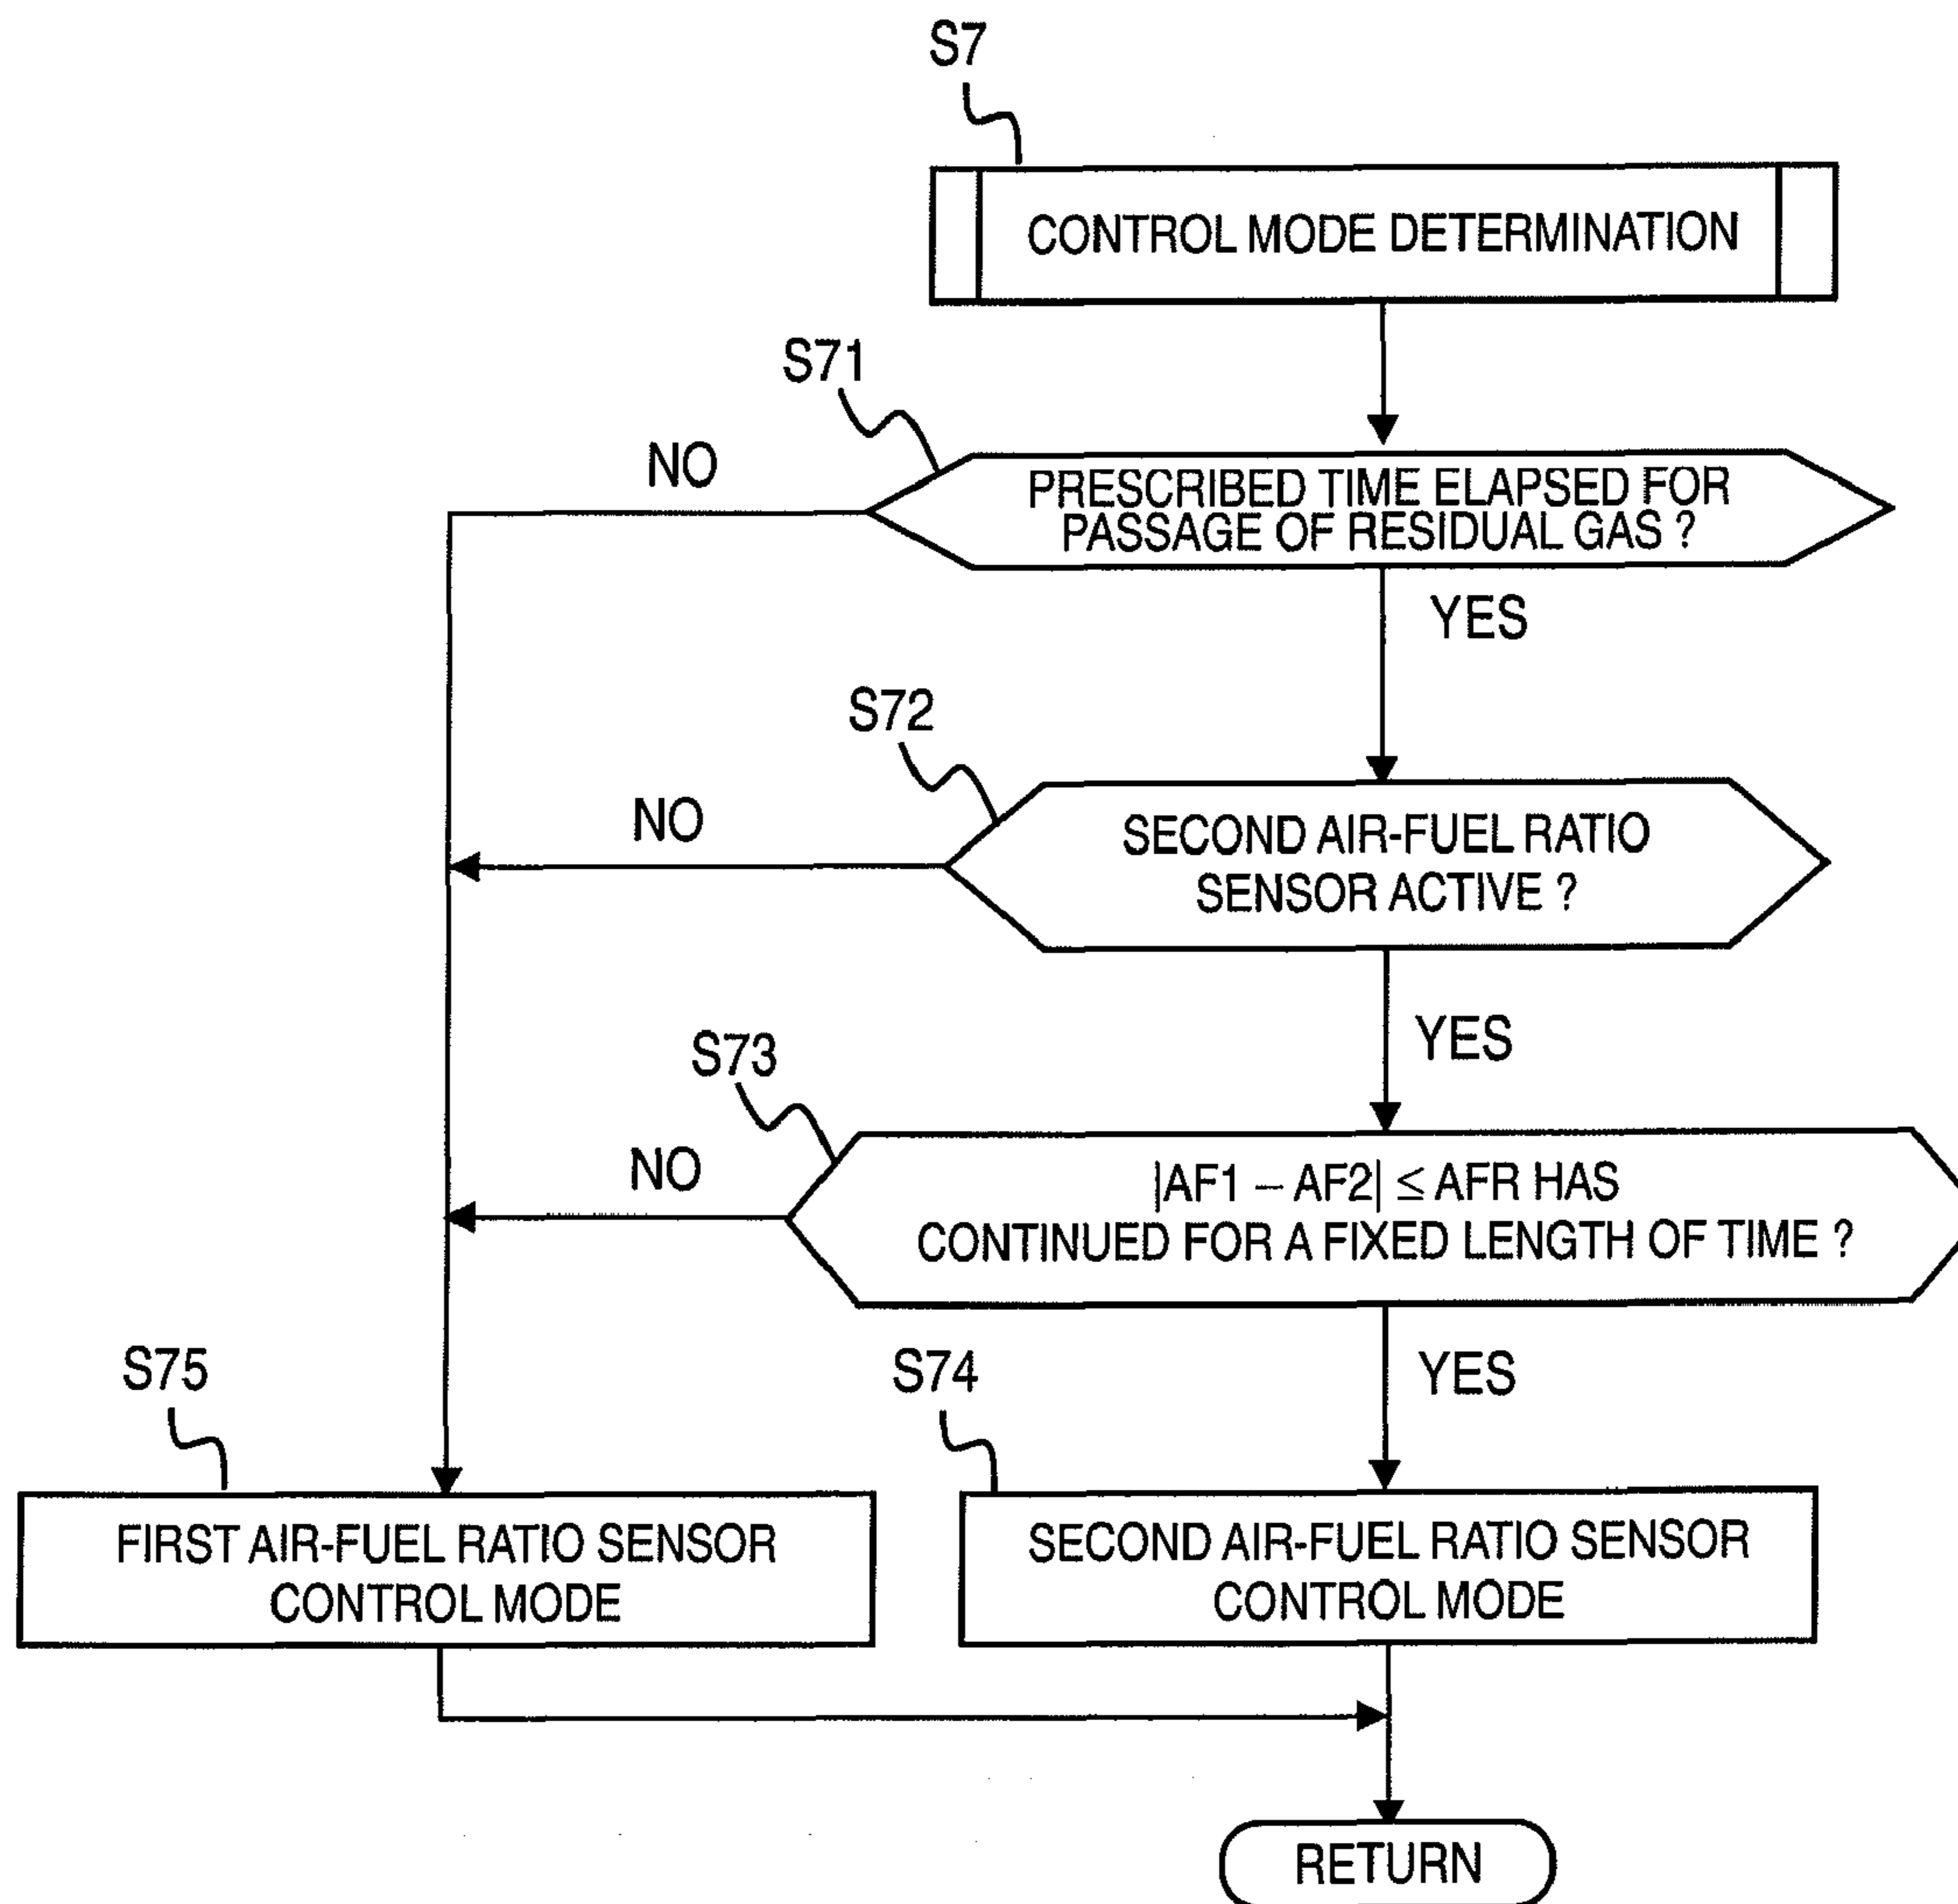 S7
CONTROL MODE DETERMINATION
S71
NO
PRESCRIBED TIME ELAPSED FOR
PASSAGE OF RESIDUAL GAS ?
YES
S72
NO
SECOND AIR-FUEL RATIO
SENSOR ACTIVE ?
YES
S73
NO
|AF1 – AF2| ≤ AFR HAS
CONTINUED FOR A FIXED LENGTH OF TIME ?
YES
S75
S74
FIRST AIR-FUEL RATIO SENSOR
CONTROL MODE
SECOND AIR-FUEL RATIO SENSOR
CONTROL MODE
RETURN